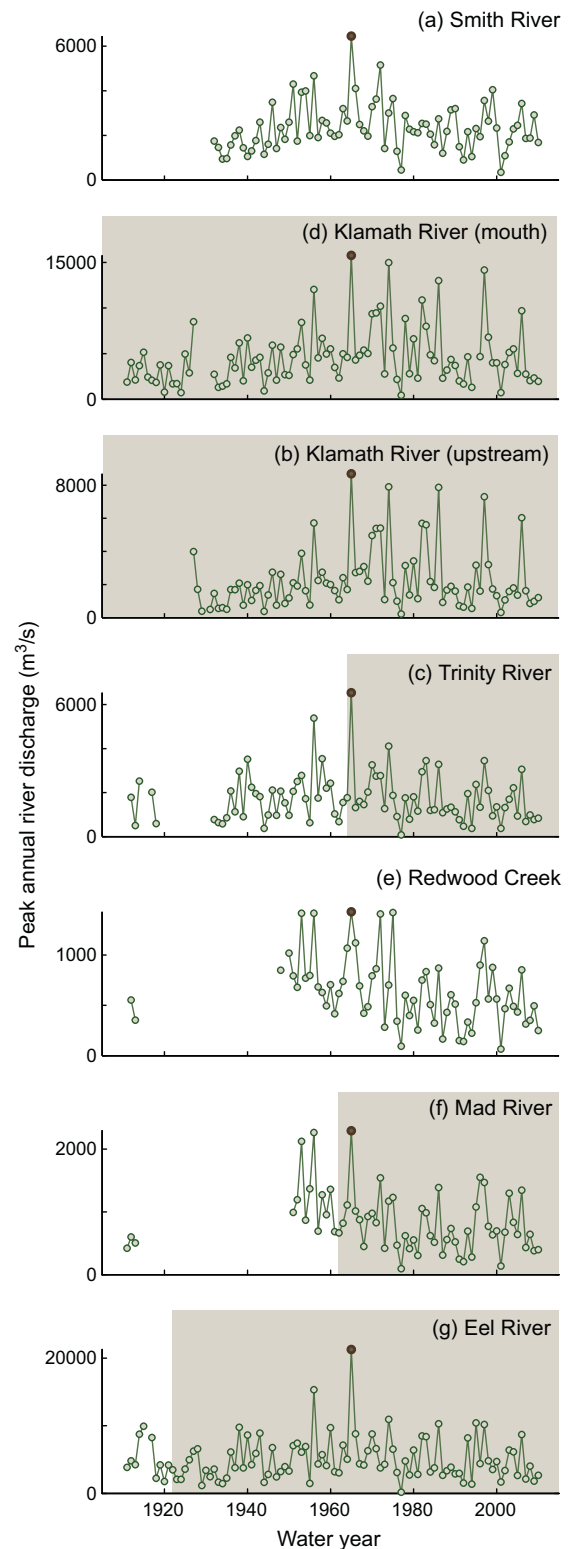 (a) Smith River
6000
0
(d) Klamath River (mouth)
15000
0
(b) Klamath River (upstream)
8000
0
Peak annual river discharge (m³/s)
(c) Trinity River
6000
0
(e) Redwood Creek
1000
0
(f) Mad River
2000
0
(g) Eel River
20000
0
1920 1940 1960 1980 2000
Water year